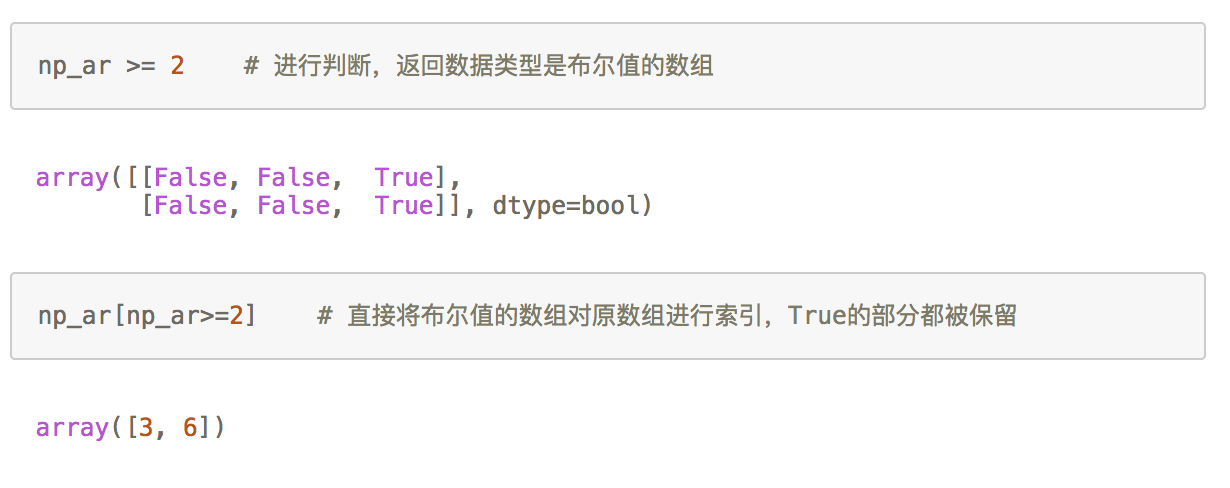 np_ar >= 2    # 进行判断，返回数据类型是布尔值的数组
array([[False, False,  True],
       [False, False,  True]], dtype=bool)
np_ar[np_ar>=2]    # 直接将布尔值的数组对原数组进行索引，True的部分都被保留
array([3, 6])